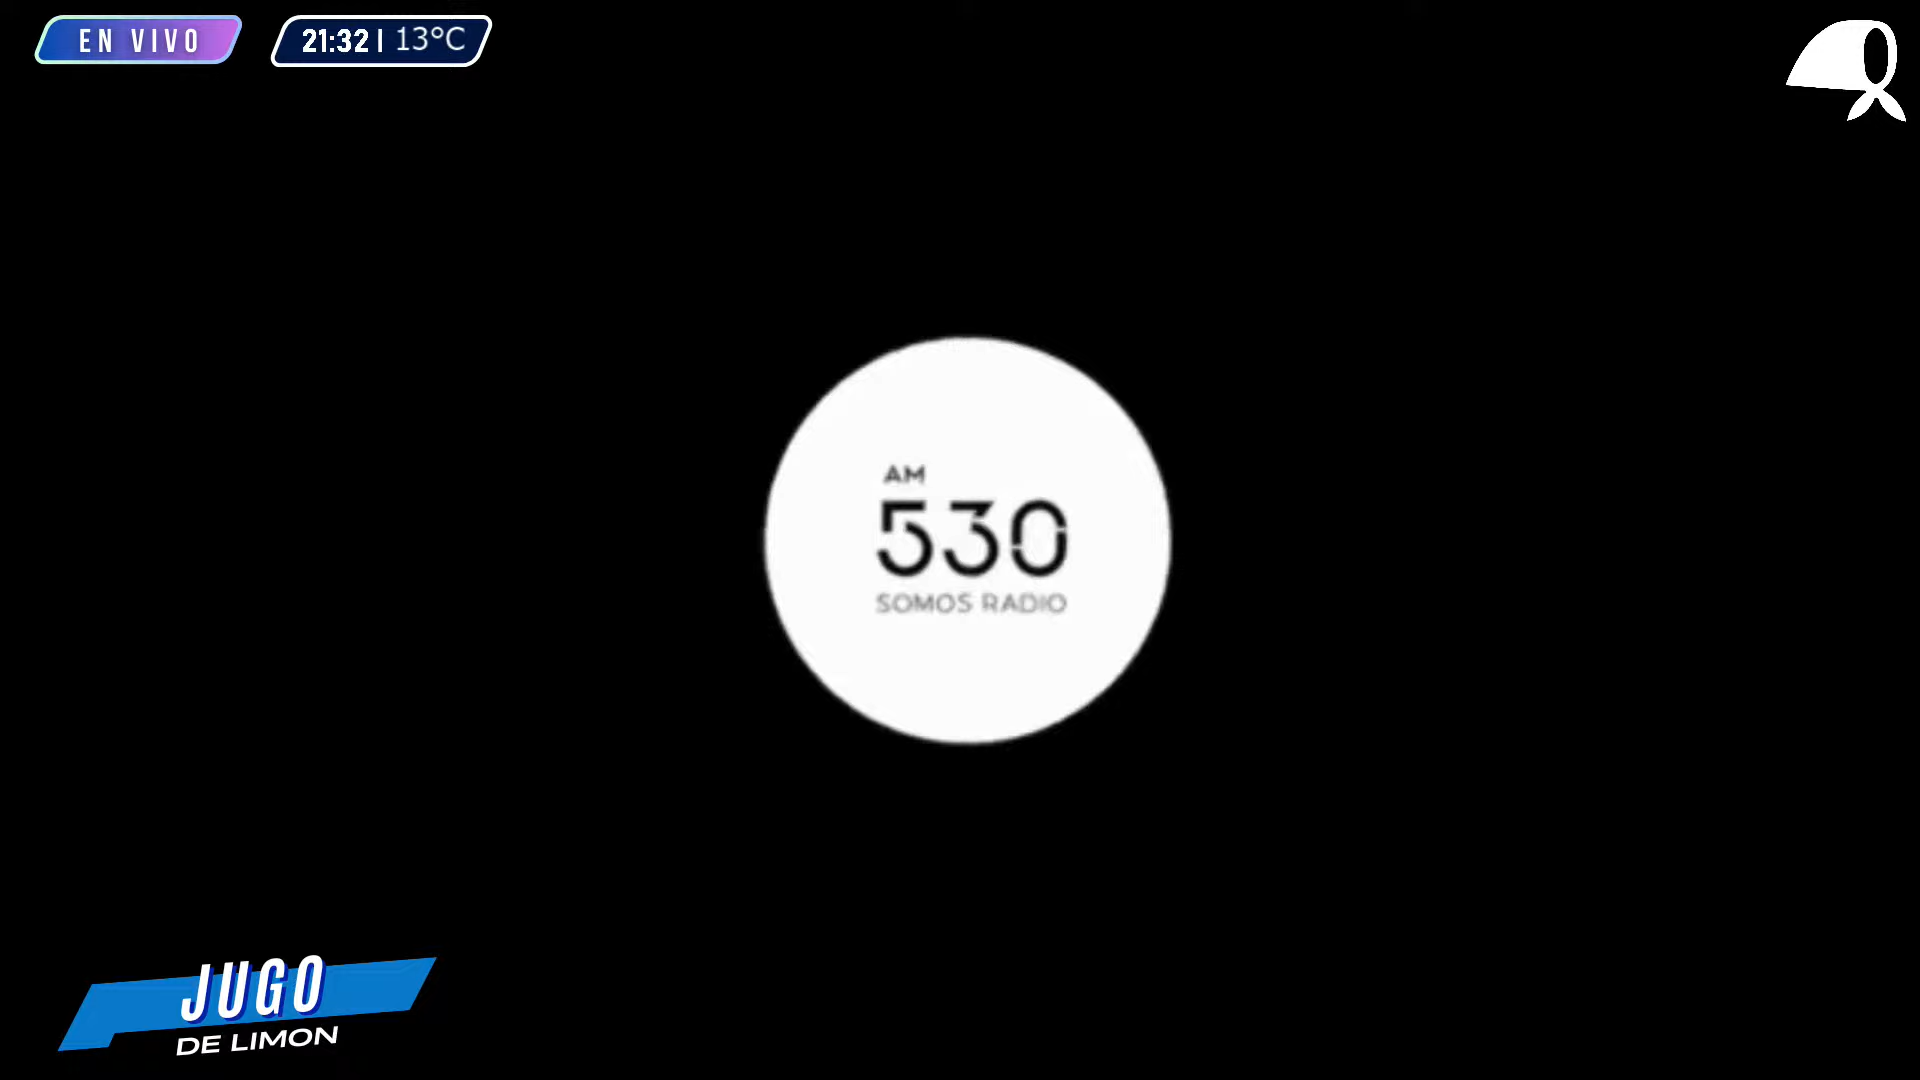 EN VIVO
21:32 | 13°C
AM
530
SOMOS RADIO
JUGO
DE LIMON